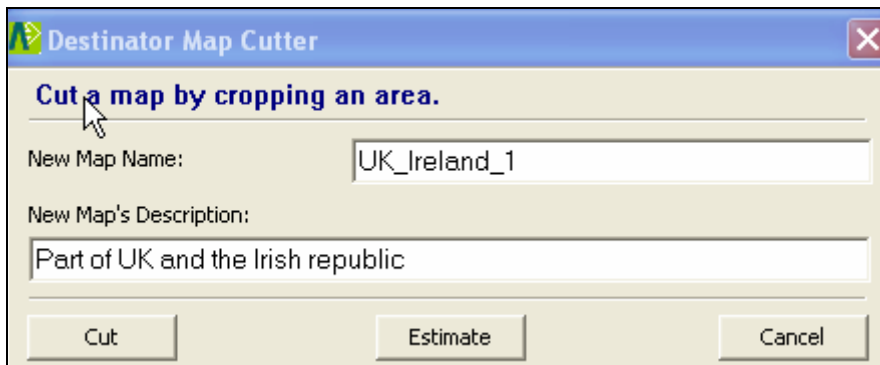 Destinator Map Cutter
Cut a map by cropping an area.
New Map Name: UK_Ireland_1
New Map's Description:
Part of UK and the Irish republic
Cut Estimate Cancel